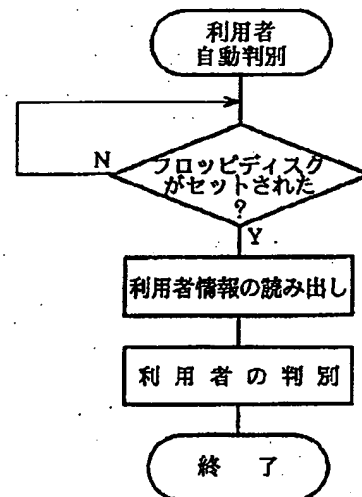 利用者
自動判別
フロッピディスク
がセットされた
?
N
Y
利用者情報の読み出し
利用者の判別
終了